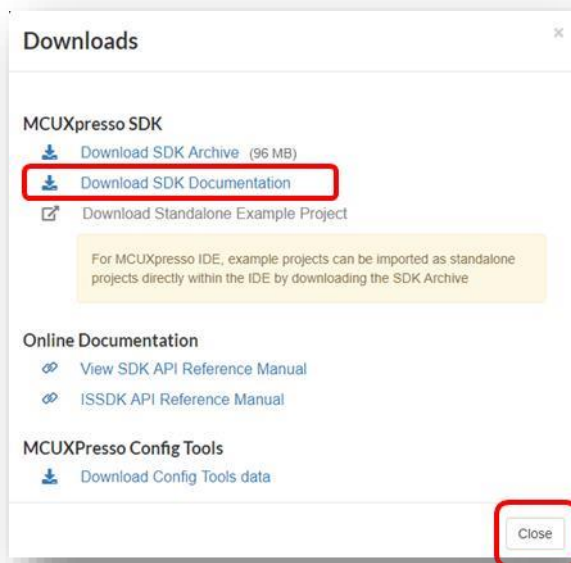 Downloads
×
MCUXpresso SDK
Download SDK Archive (96 MB)
Download SDK Documentation
Download Standalone Example Project
For MCUXpresso IDE, example projects can be imported as standalone
projects directly within the IDE by downloading the SDK Archive
Online Documentation
View SDK API Reference Manual
ISSDK API Reference Manual
MCUXPresso Config Tools
Download Config Tools data
Close